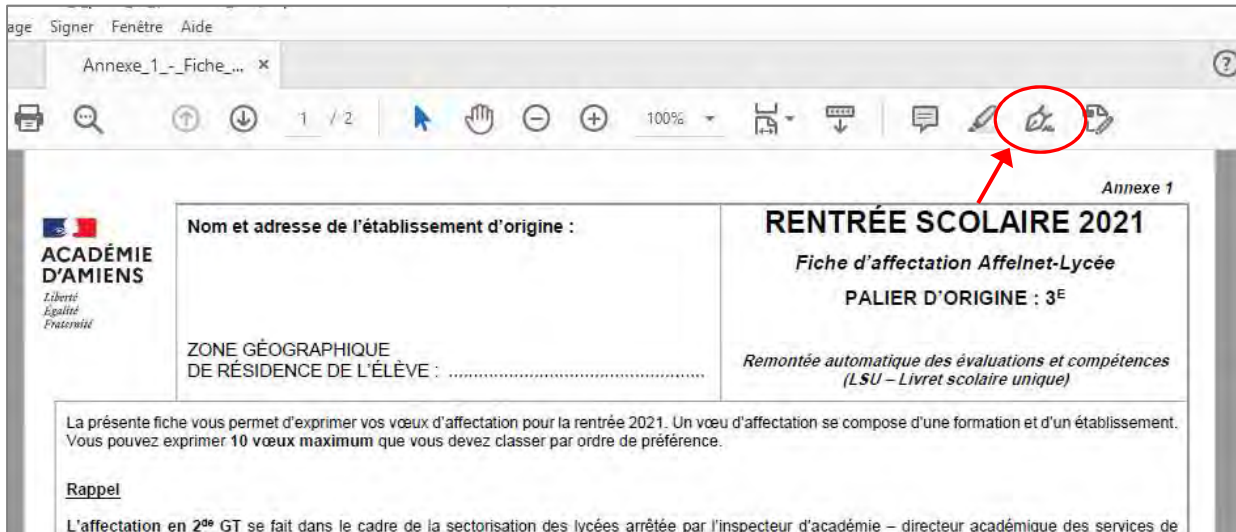 age Signer Fenêtre Aide
Annexe_1_-_Fiche_... ×
1 / 2 100%
Annexe 1
ACADÉMIE
D'AMIENS
Liberté
Égalité
Fraternité
Nom et adresse de l'établissement d'origine :
ZONE GÉOGRAPHIQUE
DE RÉSIDENCE DE L'ÉLÈVE : ....................................................
RENTRÉE SCOLAIRE 2021
Fiche d'affectation Affelnet-Lycée
PALIER D'ORIGINE : 3E
Remontée automatique des évaluations et compétences
(LSU – Livret scolaire unique)
La présente fiche vous permet d'exprimer vos vœux d'affectation pour la rentrée 2021. Un vœu d'affectation se compose d'une formation et d'un établissement.
Vous pouvez exprimer 10 vœux maximum que vous devez classer par ordre de préférence.
Rappel
L'affectation en 2de GT se fait dans le cadre de la sectorisation des lycées arrêtée par l'inspecteur d'académie – directeur académique des services de